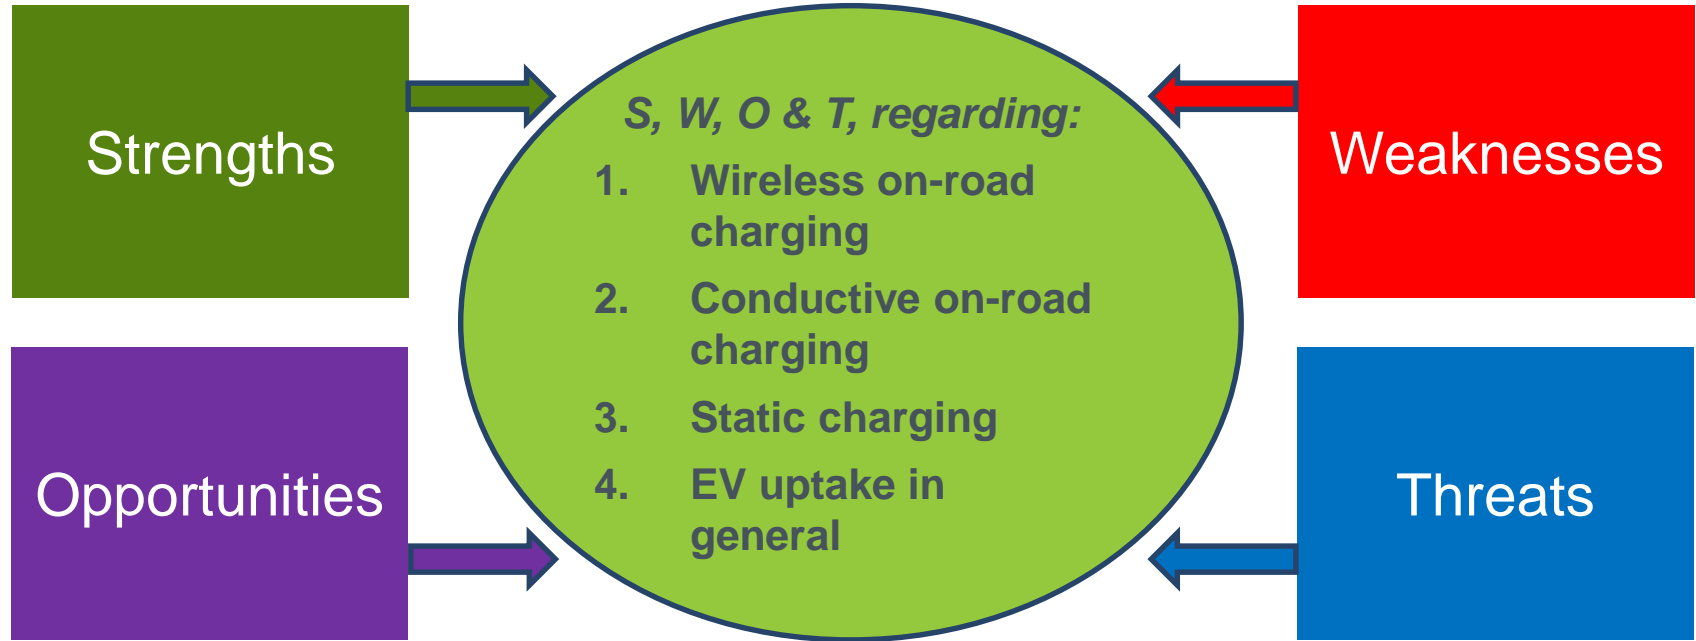 Strengths
Weaknesses
Opportunities
Threats
S, W, O & T, regarding:
1. Wireless on-road
charging
2. Conductive on-road
charging
3. Static charging
4. EV uptake in
general